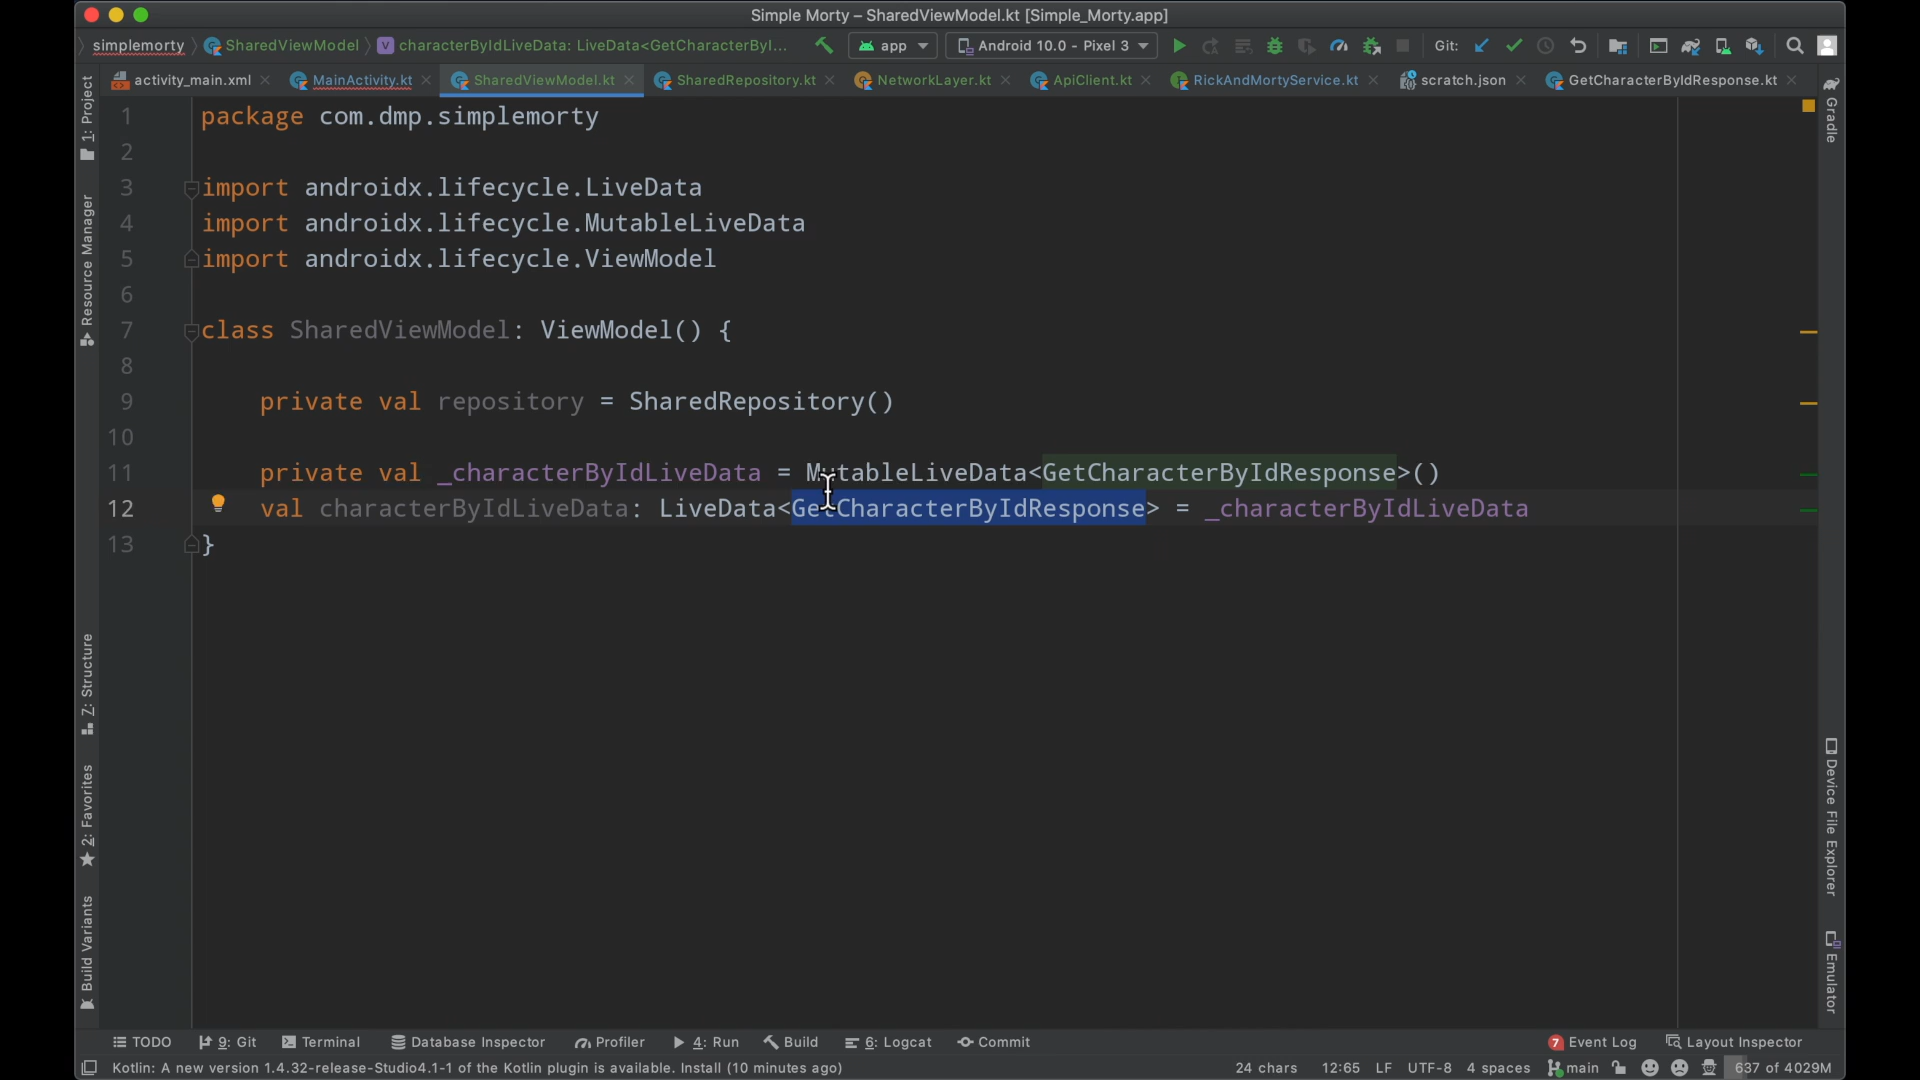 Simple Morty – SharedViewModel.kt [Simple_Morty.app]
simplemorty SharedViewModel characterByIdLiveData: LiveData<GetCharacterByI... app Android 10.0 - Pixel 3 Git:
activity_main.xml MainActivity.kt SharedViewModel.kt SharedRepository.kt NetworkLayer.kt ApiClient.kt RickAndMortyService.kt scratch.json GetCharacterByIdResponse.kt
1: Project
Resource Manager
Z: Structure
2: Favorites
Build Variants
1 package com.dmp.simplemorty
2
3 import androidx.lifecycle.LiveData
4 import androidx.lifecycle.MutableLiveData
5 import androidx.lifecycle.ViewModel
6
7 class SharedViewModel: ViewModel() {
8
9 private val repository = SharedRepository()
10
11 private val _characterByIdLiveData = MutableLiveData<GetCharacterByIdResponse>()
12 val characterByIdLiveData: LiveData<GetCharacterByIdResponse> = _characterByIdLiveData
13 }
Gradle
Device File Explorer
Emulator
TODO 9: Git Terminal Database Inspector Profiler 4: Run Build 6: Logcat Commit 7 Event Log Layout Inspector
Kotlin: A new version 1.4.32-release-Studio4.1-1 of the Kotlin plugin is available. Install (10 minutes ago) 24 chars 12:65 LF UTF-8 4 spaces main 637 of 4029M